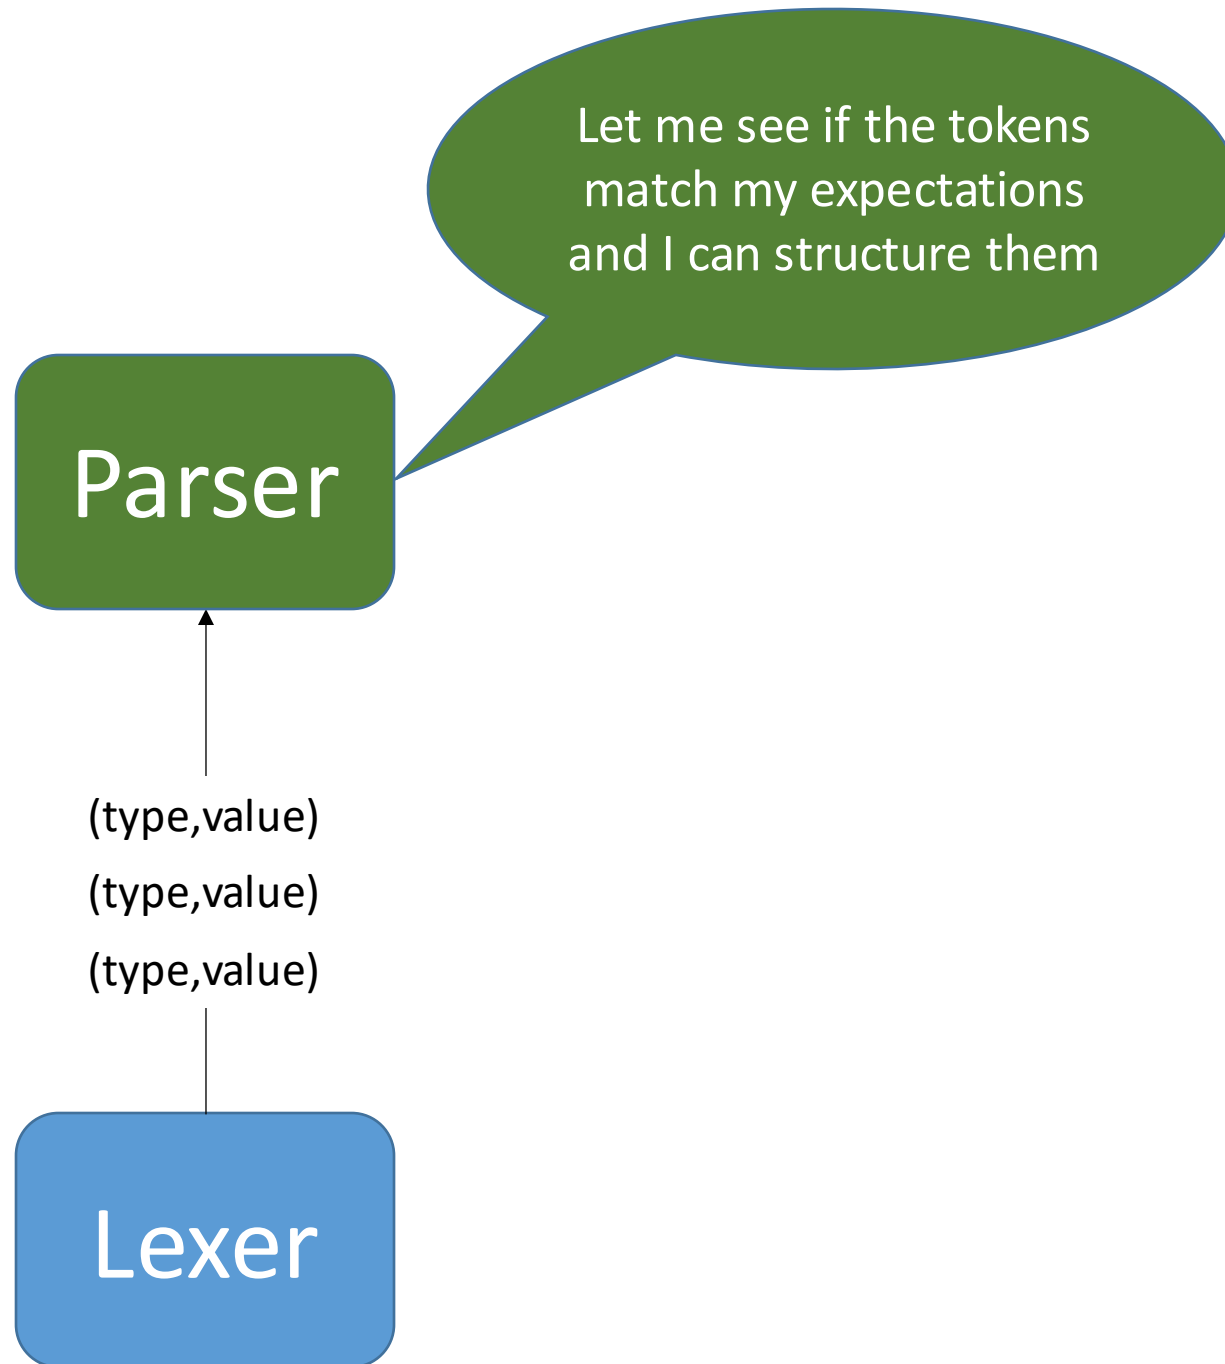 Let me see if the tokens
match my expectations
and I can structure them
Parser
(type,value)
(type,value)
(type,value)
Lexer